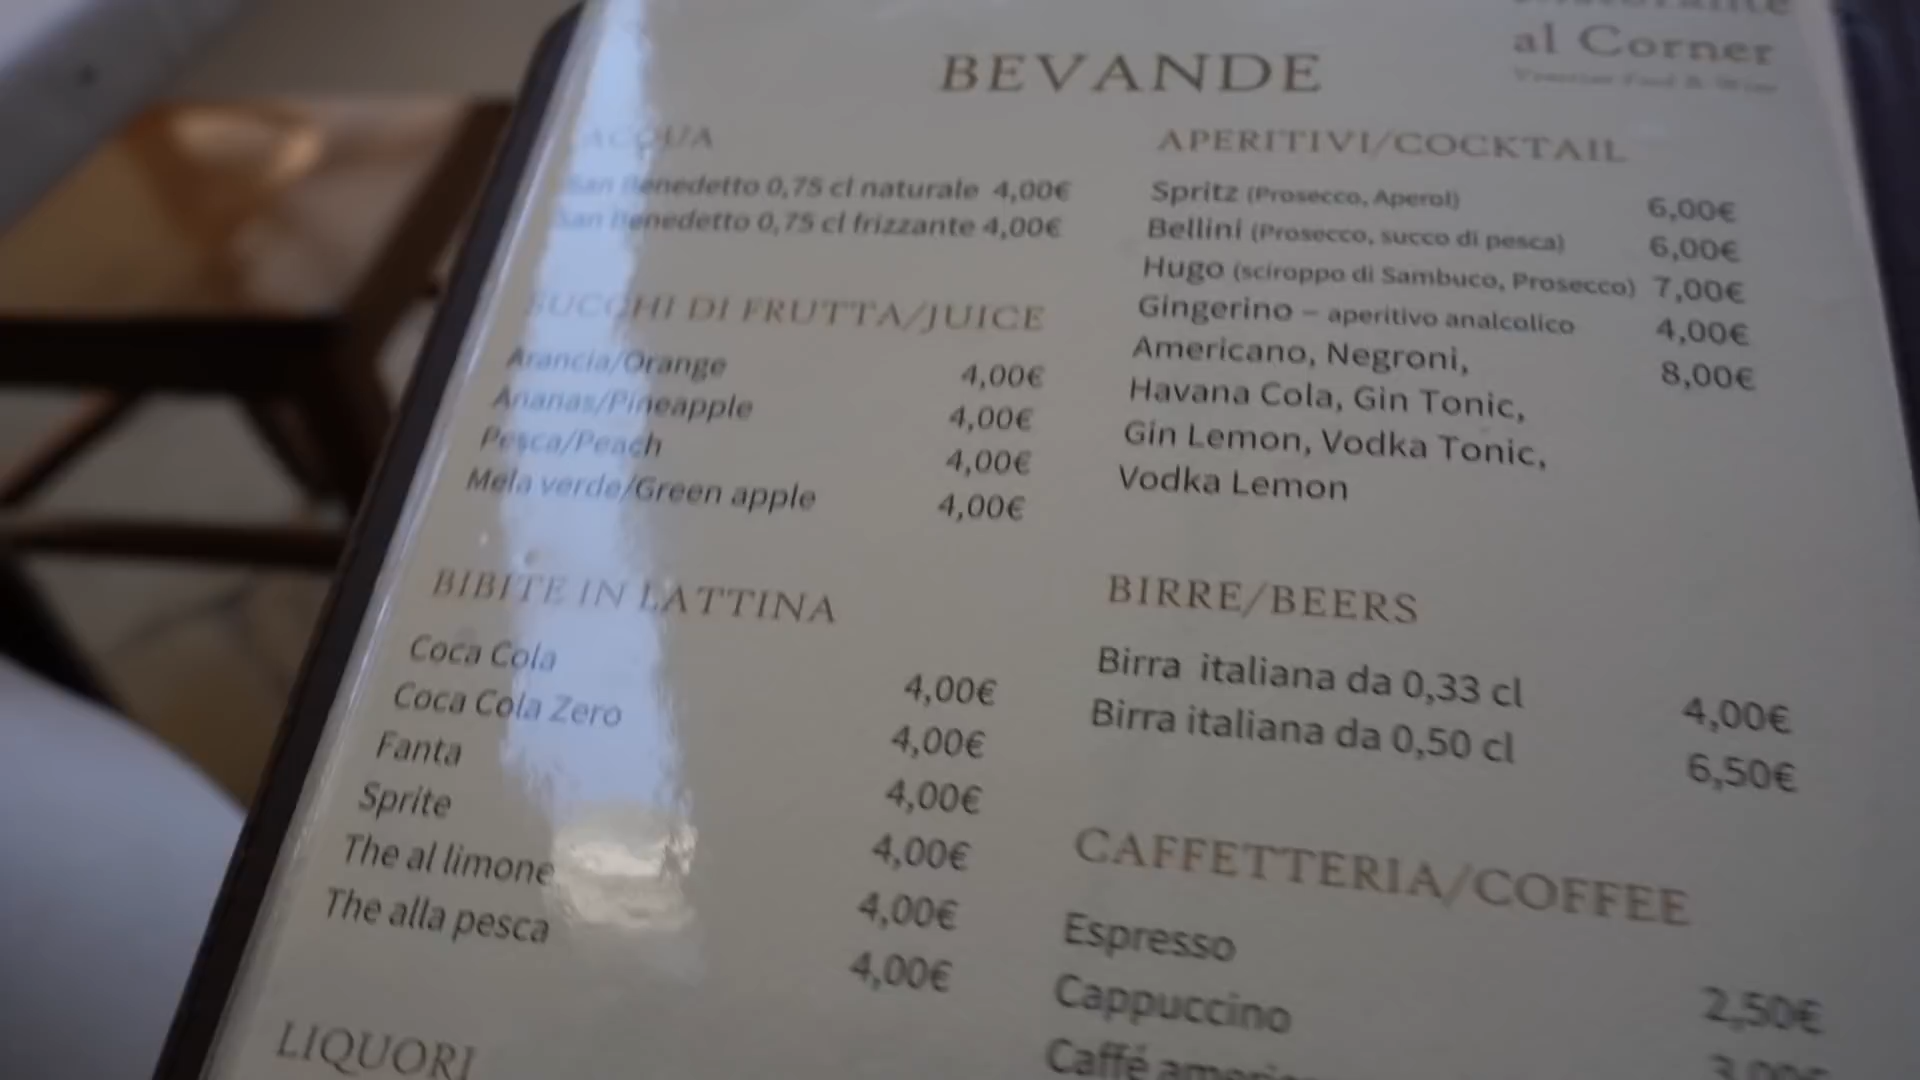 al Corner
BEVANDE
ACQUA
San Benedetto 0,75 cl naturale 4,00€
San Benedetto 0,75 cl frizzante 4,00€
SUCCHI DI FRUTTA/JUICE
Arancia/Orange 4,00€
Ananas/Pineapple 4,00€
Pesca/Peach 4,00€
Mela verde/Green apple 4,00€
BIBITE IN LATTINA
Coca Cola 4,00€
Coca Cola Zero 4,00€
Fanta 4,00€
Sprite 4,00€
The al limone 4,00€
The alla pesca 4,00€
LIQUORI
APERITIVI/COCKTAIL
Spritz (Prosecco, Aperol) 6,00€
Bellini (Prosecco, succo di pesca) 6,00€
Hugo (sciroppo di Sambuco, Prosecco) 7,00€
Gingerino – aperitivo analcolico 4,00€
Americano, Negroni, 8,00€
Havana Cola, Gin Tonic,
Gin Lemon, Vodka Tonic,
Vodka Lemon
BIRRE/BEERS
Birra italiana da 0,33 cl 4,00€
Birra italiana da 0,50 cl 6,50€
CAFFETTERIA/COFFEE
Espresso 2,50€
Cappuccino 3,00€
Caffé